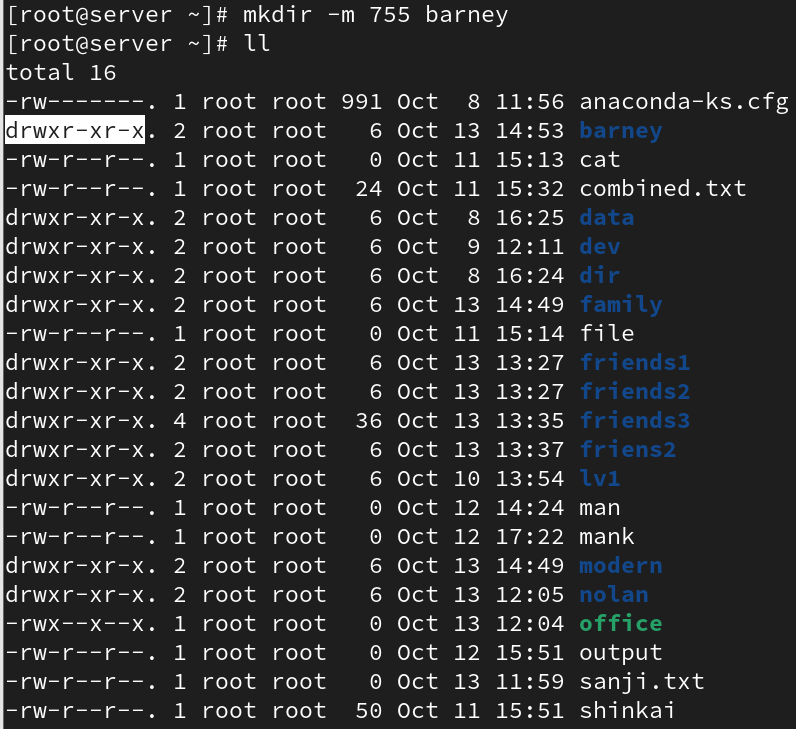 [root@server ~]# mkdir -m 755 barney
[root@server ~]# ll
total 16
-rw-------. 1 root root 991 Oct  8 11:56 anaconda-ks.cfg
drwxr-xr-x. 2 root root   6 Oct 13 14:53 barney
-rw-r--r--. 1 root root   0 Oct 11 15:13 cat
-rw-r--r--. 1 root root  24 Oct 11 15:32 combined.txt
drwxr-xr-x. 2 root root   6 Oct  8 16:25 data
drwxr-xr-x. 2 root root   6 Oct  9 12:11 dev
drwxr-xr-x. 2 root root   6 Oct  8 16:24 dir
drwxr-xr-x. 2 root root   6 Oct 13 14:49 family
-rw-r--r--. 1 root root   0 Oct 11 15:14 file
drwxr-xr-x. 2 root root   6 Oct 13 13:27 friends1
drwxr-xr-x. 2 root root   6 Oct 13 13:27 friends2
drwxr-xr-x. 4 root root  36 Oct 13 13:35 friends3
drwxr-xr-x. 2 root root   6 Oct 13 13:37 friens2
drwxr-xr-x. 2 root root   6 Oct 10 13:54 lv1
-rw-r--r--. 1 root root   0 Oct 12 14:24 man
-rw-r--r--. 1 root root   0 Oct 12 17:22 mank
drwxr-xr-x. 2 root root   6 Oct 13 14:49 modern
drwxr-xr-x. 2 root root   6 Oct 13 12:05 nolan
-rwx--x--x. 1 root root   0 Oct 13 12:04 office
-rw-r--r--. 1 root root   0 Oct 12 15:51 output
-rw-r--r--. 1 root root   0 Oct 13 11:59 sanji.txt
-rw-r--r--. 1 root root  50 Oct 11 15:51 shinkai